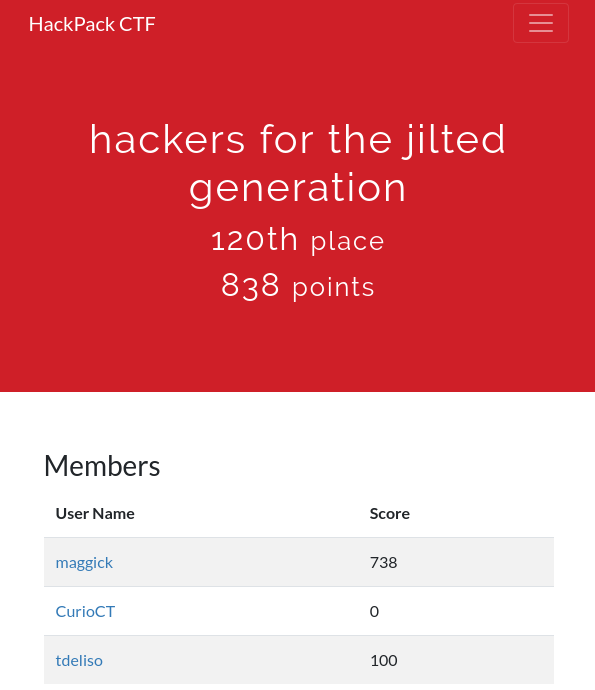 HackPack CTF
hackers for the jilted
generation
120th place
838 points
Members
User Name Score
maggick 738
CurioCT 0
tdeliso 100